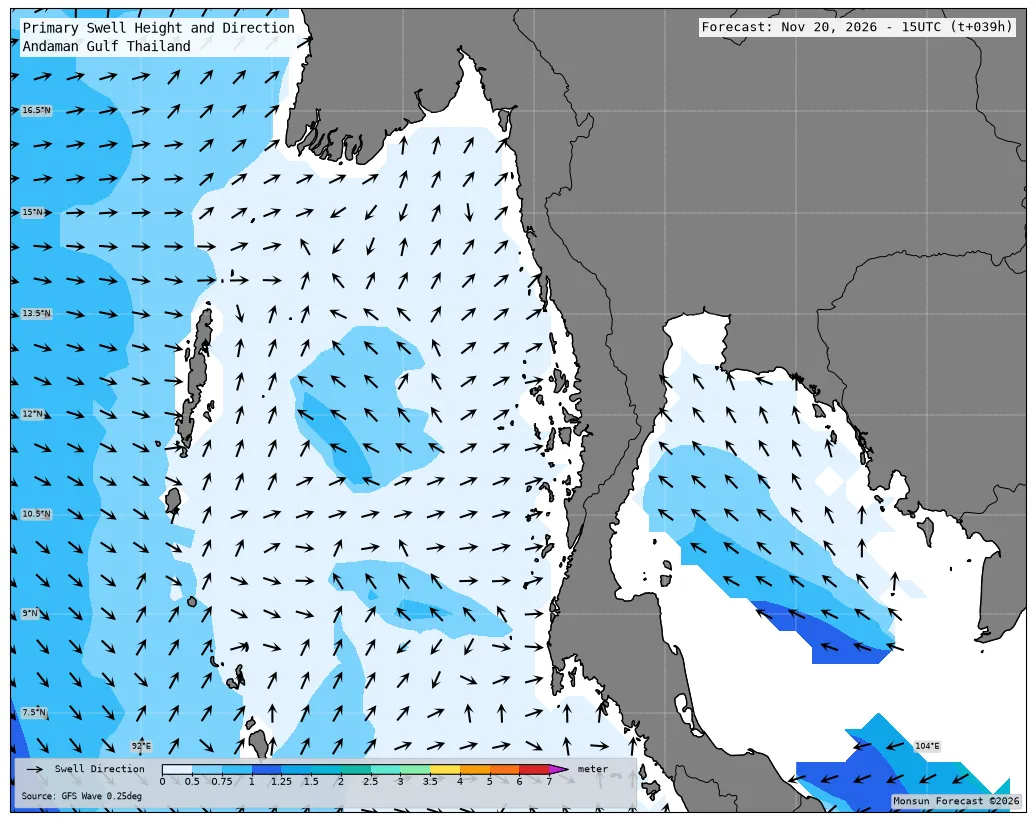 Primary Swell Height and Direction
Andaman Gulf Thailand
Forecast: Nov 20, 2026 - 15UTC (t+039h)
16.5°N
15°N
13.5°N
12°N
10.5°N
9°N
7.5°N
92°E
104°E
Swell Direction
meter
0 0.5 0.75 1 1.25 1.5 2 2.5 3 3.5 4 5 6 7
Source: GFS Wave 0.25deg
Monsun Forecast ©2026